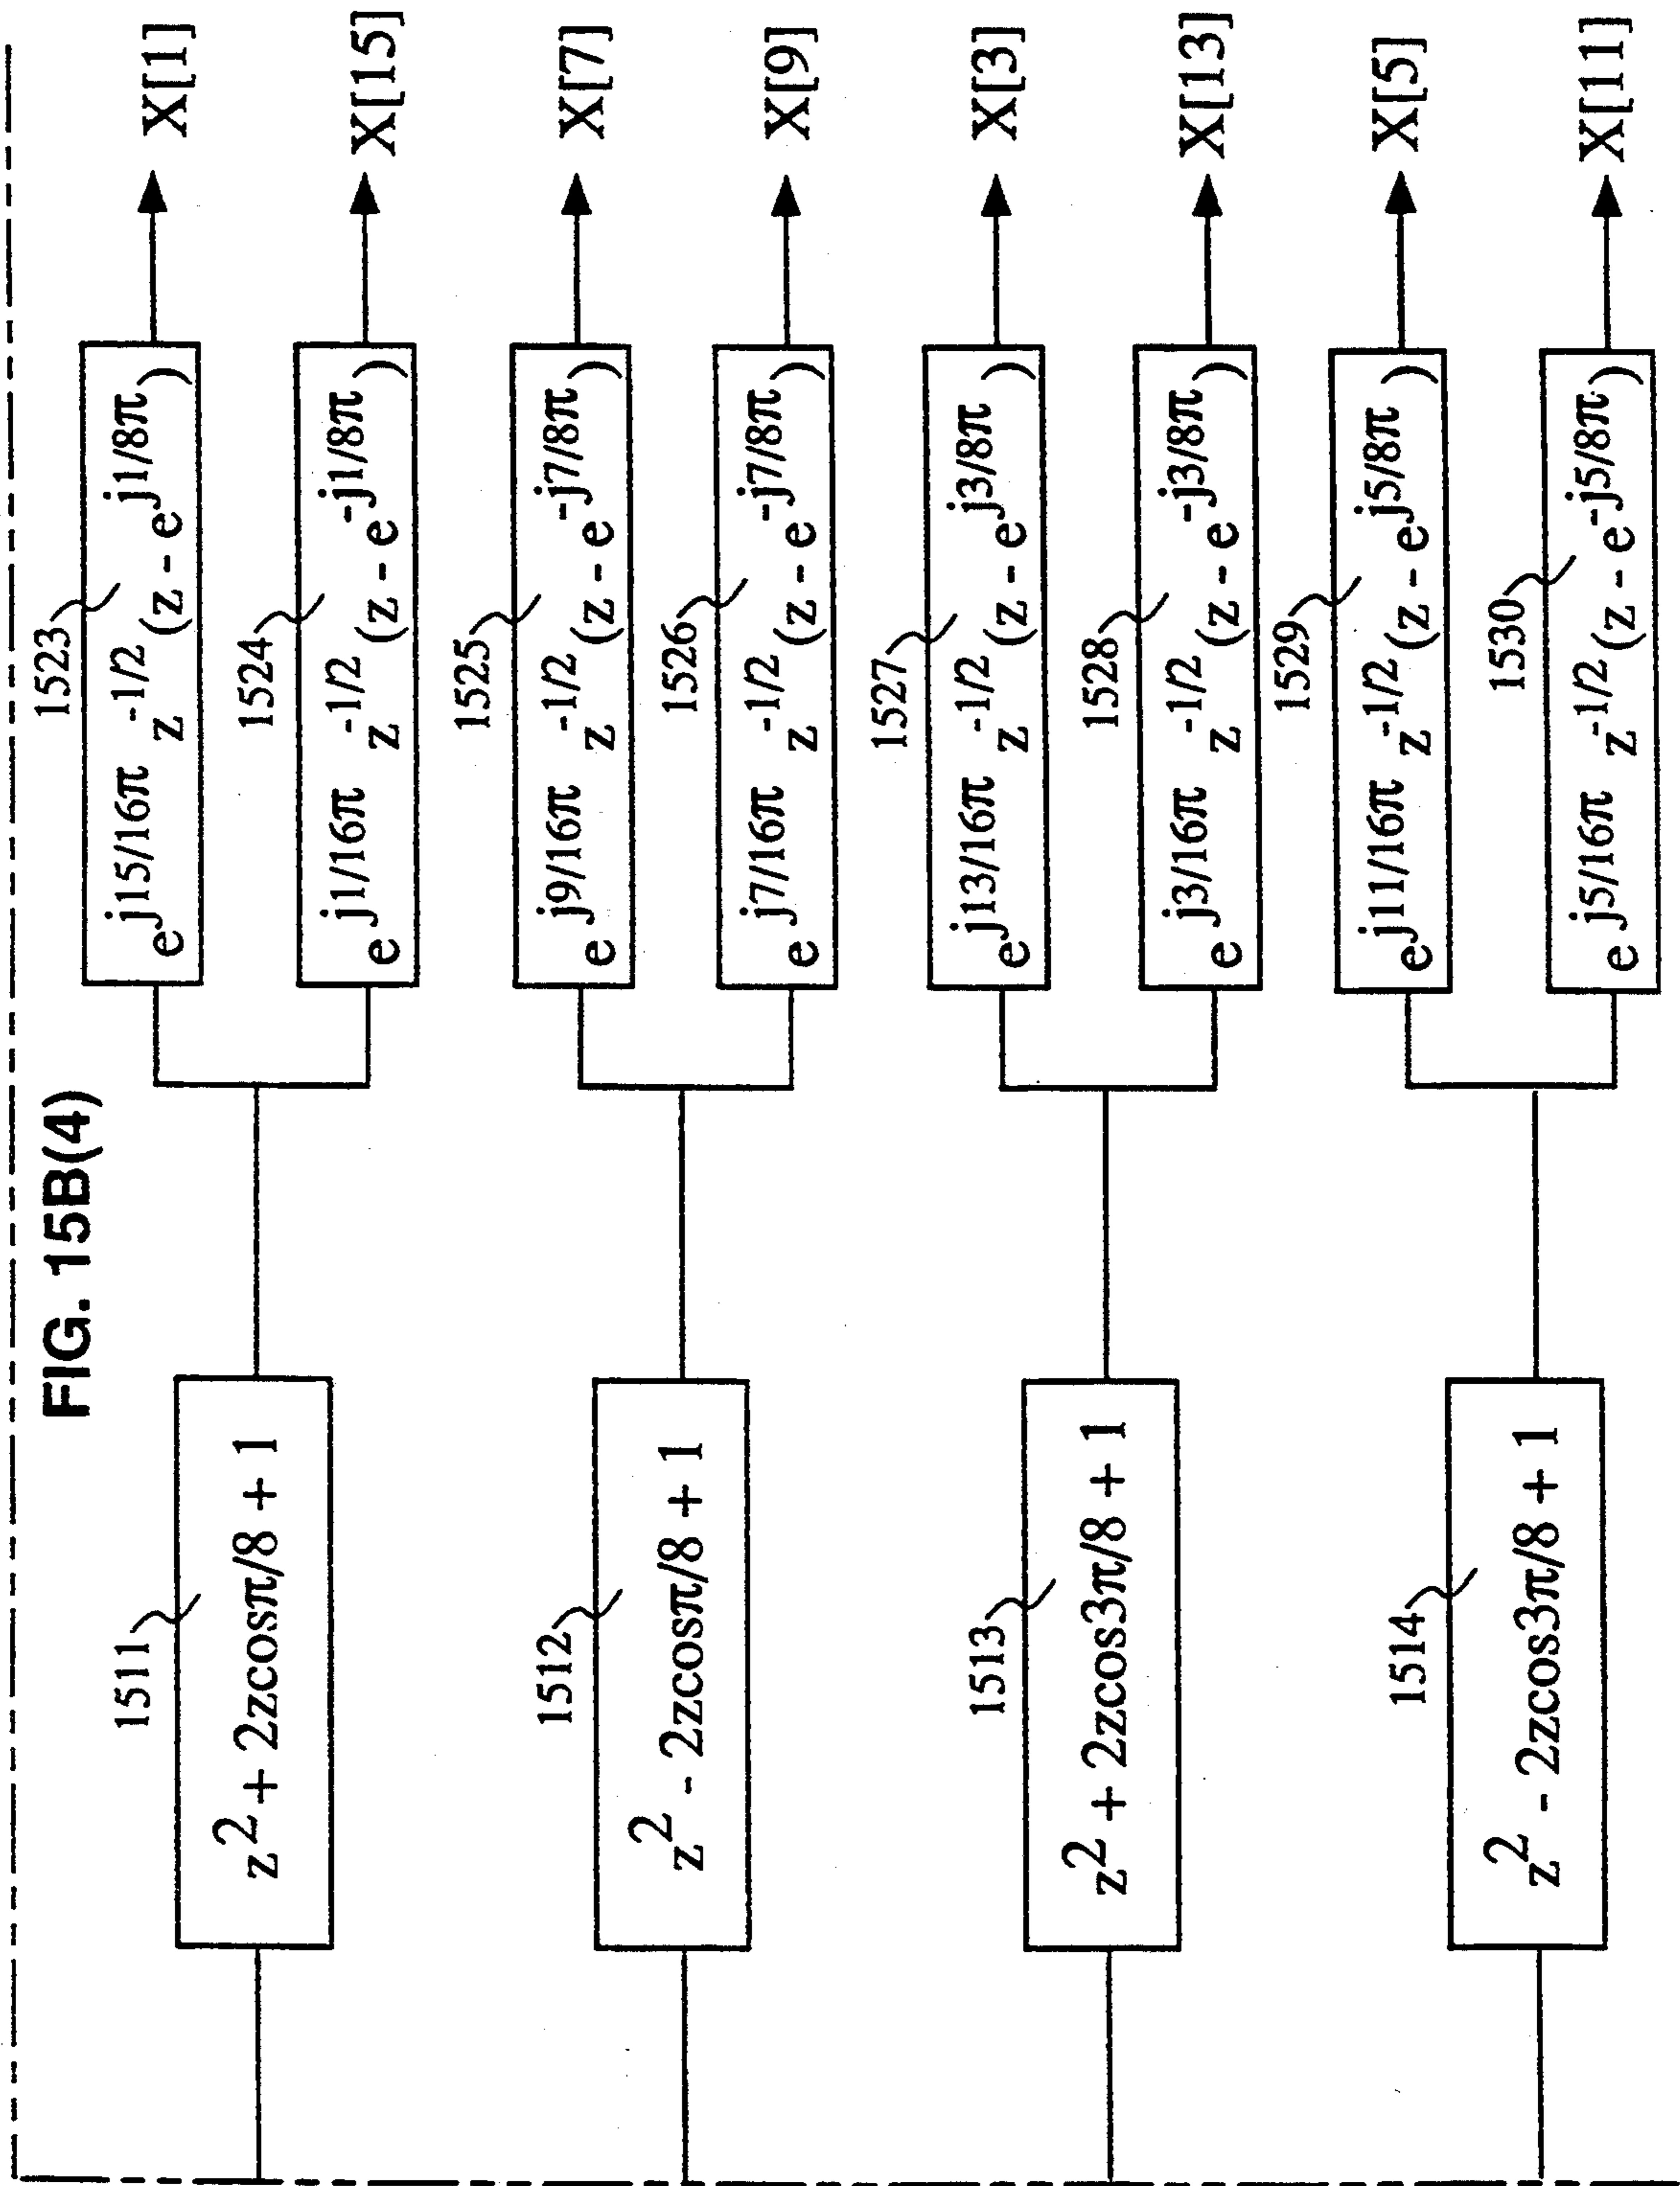 FIG. 15B(4)
1511
z² + 2zcosπ/8 + 1
1523
e^{j15/16π} z^{-1/2} (z - e^{j1/8π})
X[1]
1524
e^{j1/16π} z^{-1/2} (z - e^{-j1/8π})
X[15]
1512
z² - 2zcosπ/8 + 1
1525
e^{j9/16π} z^{-1/2} (z - e^{-j7/8π})
X[7]
1526
e^{j7/16π} z^{-1/2} (z - e^{-j7/8π})
X[9]
1513
z² + 2zcos3π/8 + 1
1527
e^{j13/16π} z^{-1/2} (z - e^{j3/8π})
X[3]
1528
e^{j3/16π} z^{-1/2} (z - e^{-j3/8π})
X[13]
1514
z² - 2zcos3π/8 + 1
1529
e^{j11/16π} z^{-1/2} (z - e^{j5/8π})
X[5]
1530
e^{j5/16π} z^{-1/2} (z - e^{-j5/8π})
X[11]